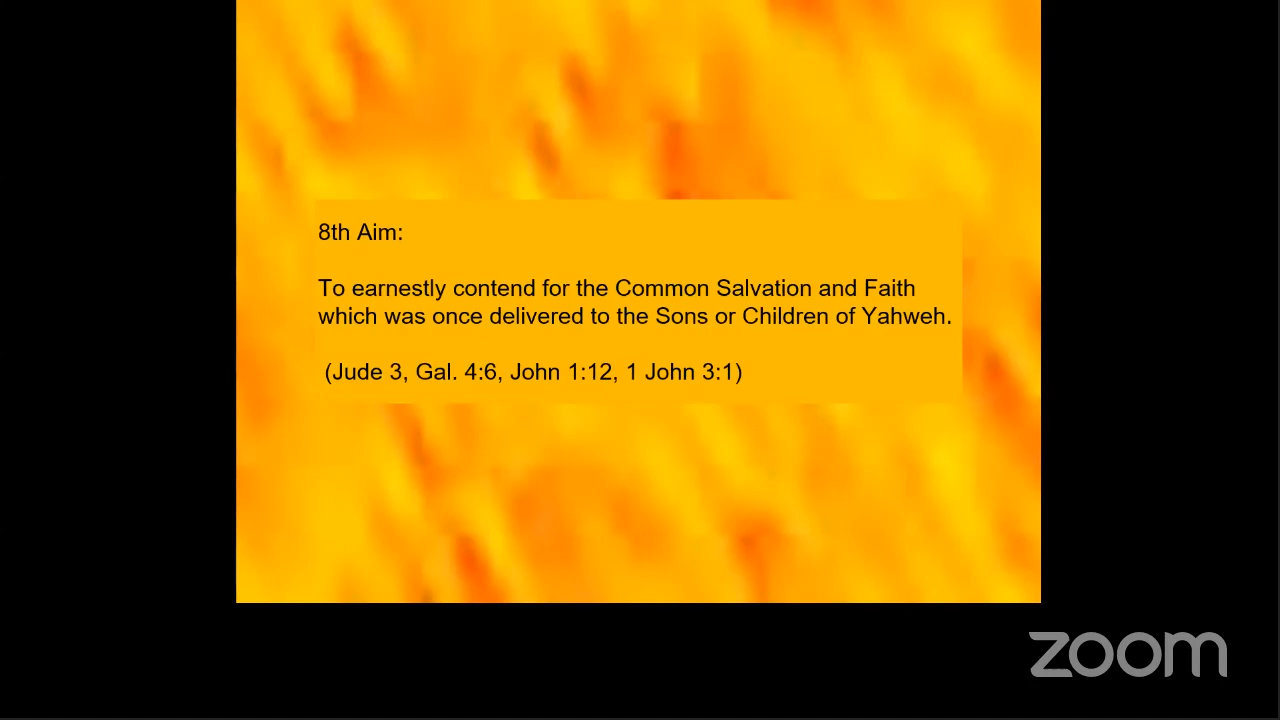 8th Aim:
To earnestly contend for the Common Salvation and Faith
which was once delivered to the Sons or Children of Yahweh.
(Jude 3, Gal. 4:6, John 1:12, 1 John 3:1)
zoom